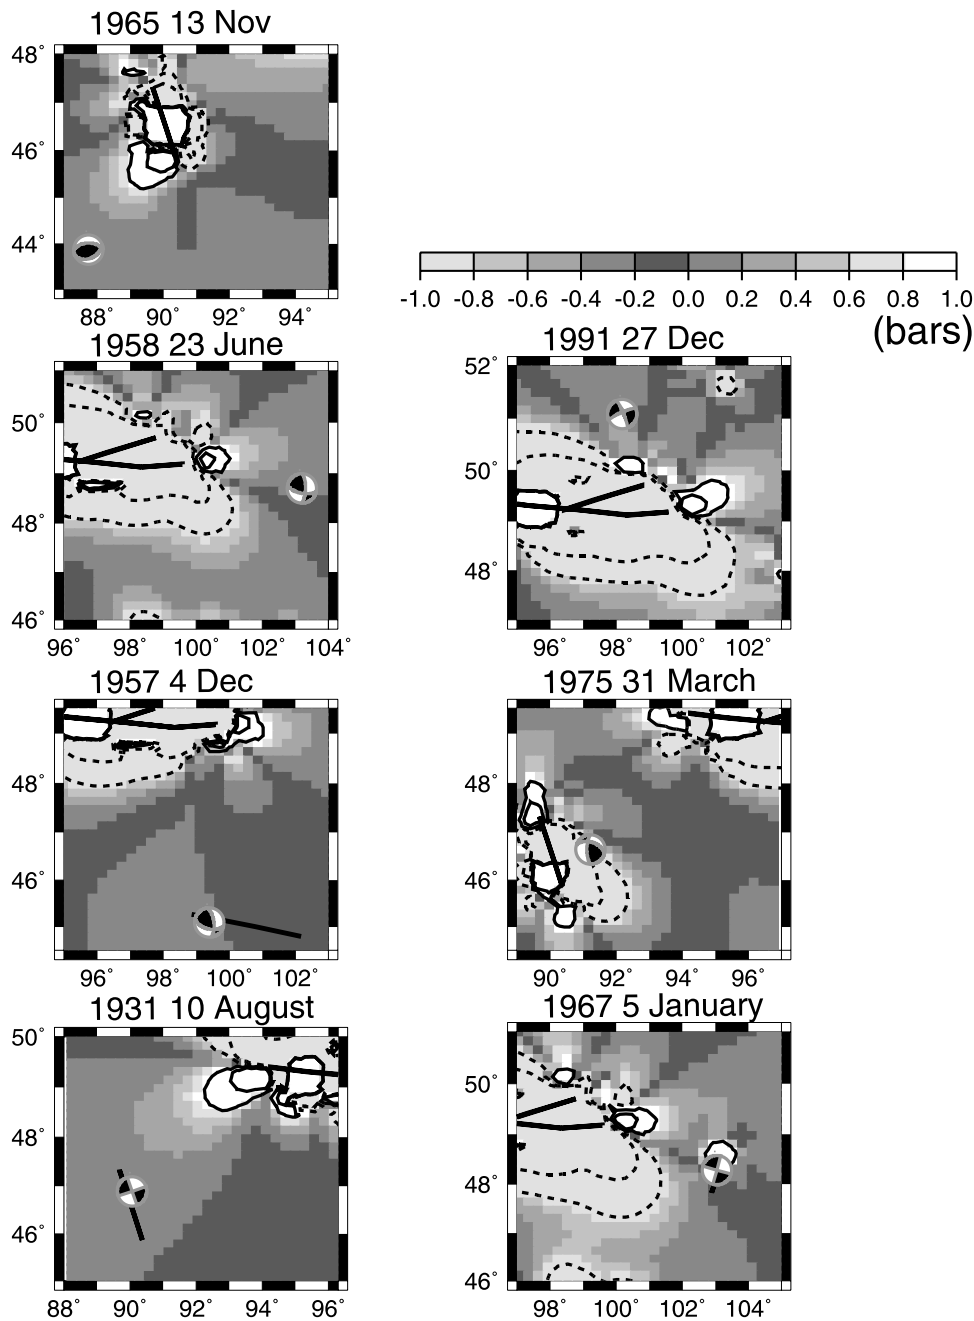 1965 13 Nov
48°
46°
44°
88° 90° 92° 94°
-1.0 -0.8 -0.6 -0.4 -0.2 0.0 0.2 0.4 0.6 0.8 1.0
(bars)
1958 23 June
50°
48°
46°
96° 98° 100° 102° 104°
1991 27 Dec
52°
50°
48°
98° 100° 102°
1957 4 Dec
48°
46°
96° 98° 100° 102°
1975 31 March
48°
46°
90° 92° 94° 96°
1931 10 August
50°
48°
46°
88° 90° 92° 94° 96°
1967 5 January
50°
48°
46°
98° 100° 102° 104°